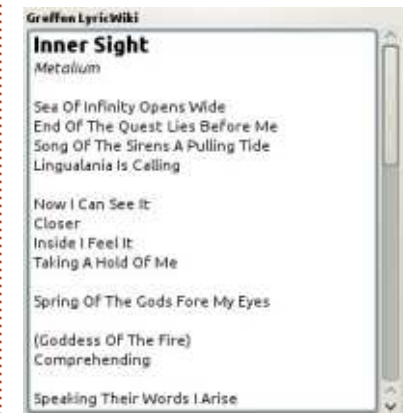 Greffon LyricWiki
Inner Sight
Metalium
Sea Of Infinity Opens Wide
End Of The Quest Lies Before Me
Song Of The Sirens A Pulling Tide
Lingualania Is Calling
Now I Can See It
Closer
Inside I Feel It
Taking A Hold Of Me
Spring Of The Gods Fore My Eyes
(Goddess Of The Fire)
Comprehending
Speaking Their Words I Arise